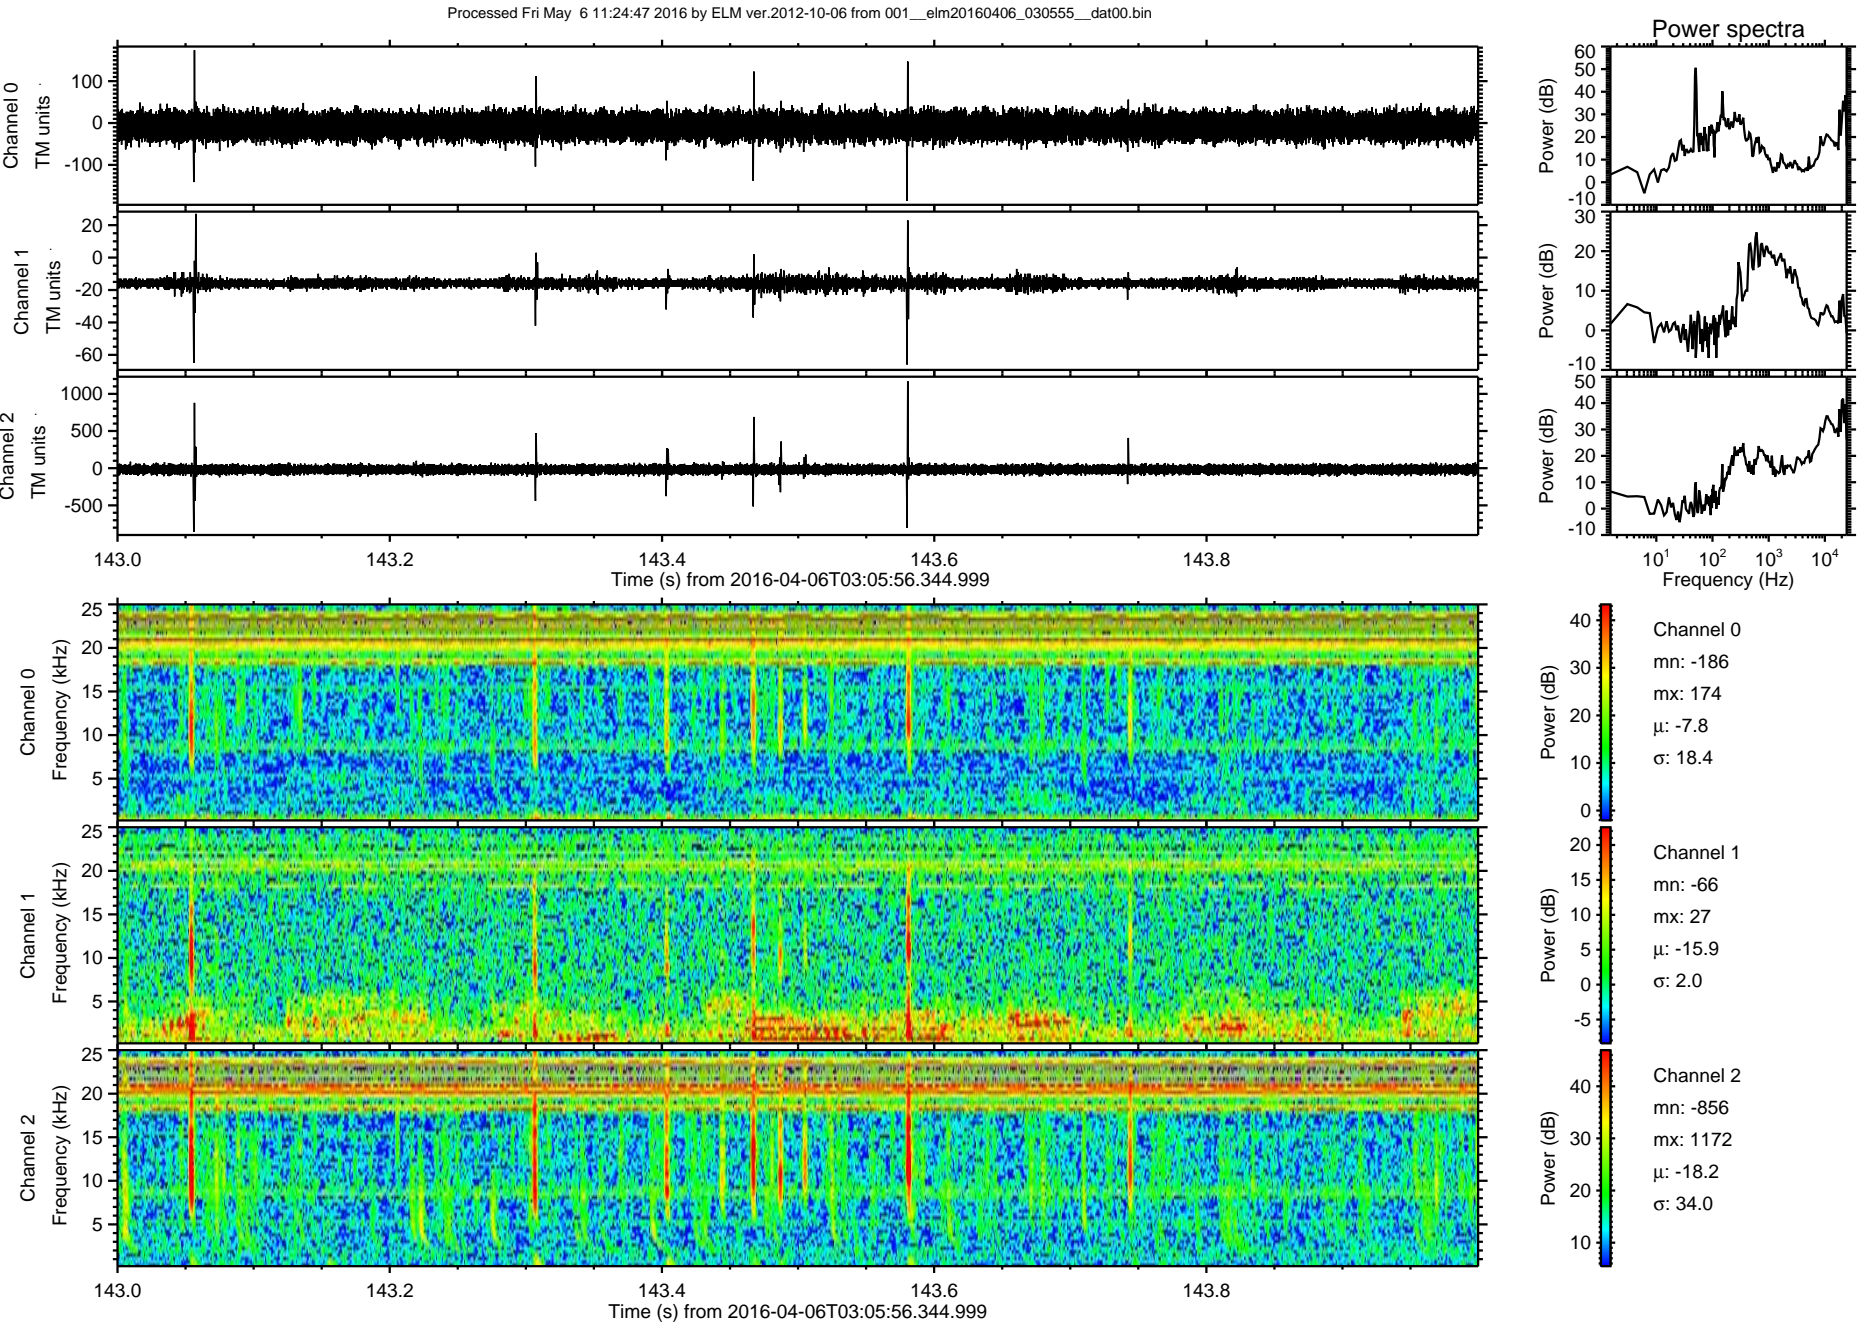 Processed Fri May  6 11:24:47 2016 by ELM ver.2012-10-06 from 001__elm20160406_030555__dat00.bin
Power spectra
Channel 0
TM units
100
0
-100
Power (dB)
60
50
40
30
20
10
0
-10
Channel 1
TM units
20
0
-20
-40
-60
Power (dB)
30
20
10
0
-10
Channel 2
TM units
1000
500
0
-500
Power (dB)
50
40
30
20
10
0
-10
143.0 143.2 143.4 143.6 143.8
Time (s) from 2016-04-06T03:05:56.344.999
10¹ 10² 10³ 10⁴
Frequency (Hz)
Channel 0
Frequency (kHz)
25
20
15
10
5
Power (dB)
40
30
20
10
0
Channel 0
mn: -186
mx: 174
µ: -7.8
σ: 18.4
Channel 1
Frequency (kHz)
25
20
15
10
5
Power (dB)
20
15
10
5
0
-5
Channel 1
mn: -66
mx: 27
µ: -15.9
σ: 2.0
Channel 2
Frequency (kHz)
25
20
15
10
5
Power (dB)
40
30
20
10
Channel 2
mn: -856
mx: 1172
µ: -18.2
σ: 34.0
143.0 143.2 143.4 143.6 143.8
Time (s) from 2016-04-06T03:05:56.344.999